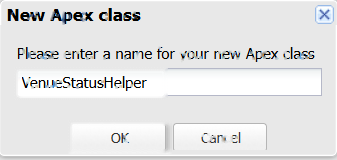 New Apex class
Please enter a name for your new Apex class
VenueStatusHelper
OK
Cancel